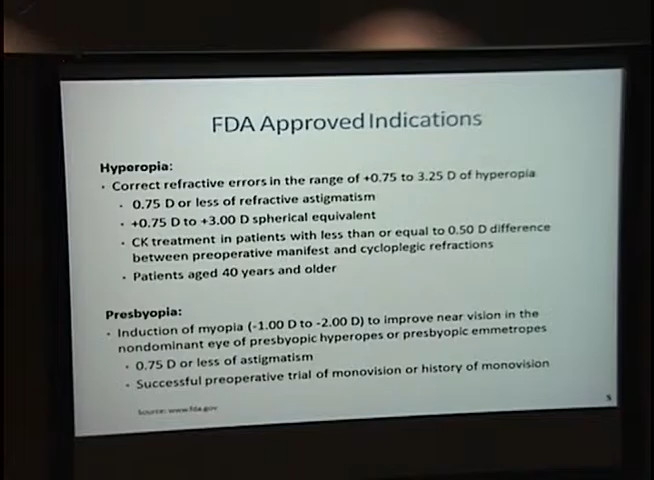 FDA Approved Indications
Hyperopia:
• Correct refractive errors in the range of +0.75 to 3.25 D of hyperopia
• 0.75 D or less of refractive astigmatism
• +0.75 D to +3.00 D spherical equivalent
• CK treatment in patients with less than or equal to 0.50 D difference
between preoperative manifest and cycloplegic refractions
• Patients aged 40 years and older
Presbyopia:
• Induction of myopia (-1.00 D to -2.00 D) to improve near vision in the
nondominant eye of presbyopic hyperopes or presbyopic emmetropes
• 0.75 D or less of astigmatism
• Successful preoperative trial of monovision or history of monovision
Source: www.fda.gov